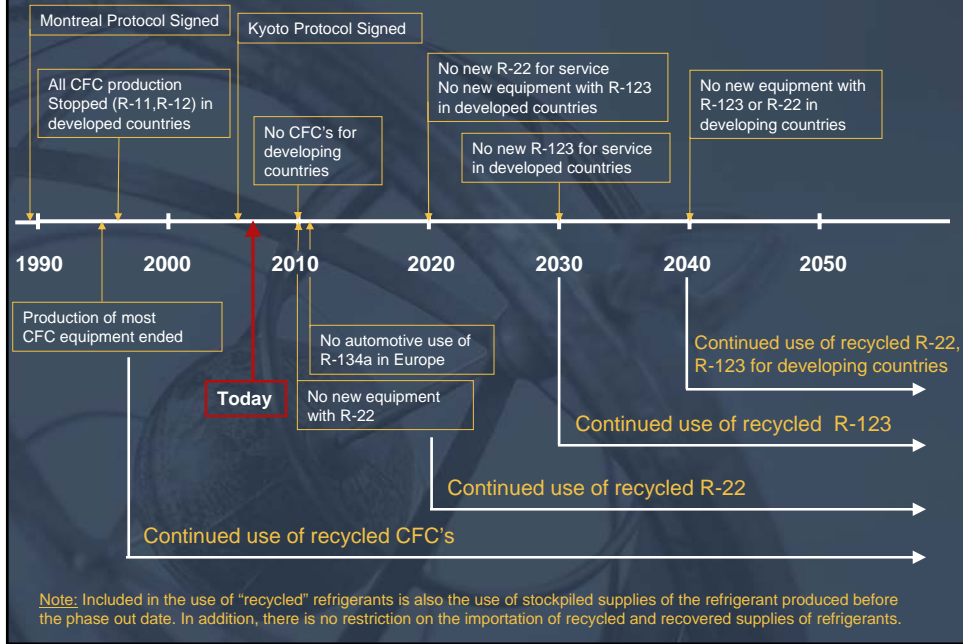 Montreal Protocol Signed
Kyoto Protocol Signed
All CFC production
Stopped (R-11,R-12) in
developed countries
No CFC's for
developing
countries
No new R-22 for service
No new equipment with R-123
in developed countries
No new R-123 for service
in developed countries
No new equipment with
R-123 or R-22 in
developing countries
1990
2000
2010
2020
2030
2040
2050
Production of most
CFC equipment ended
Today
No automotive use of
R-134a in Europe
No new equipment
with R-22
Continued use of recycled R-22,
R-123 for developing countries
Continued use of recycled R-123
Continued use of recycled R-22
Continued use of recycled CFC's
Note: Included in the use of “recycled” refrigerants is also the use of stockpiled supplies of the refrigerant produced before
the phase out date. In addition, there is no restriction on the importation of recycled and recovered supplies of refrigerants.